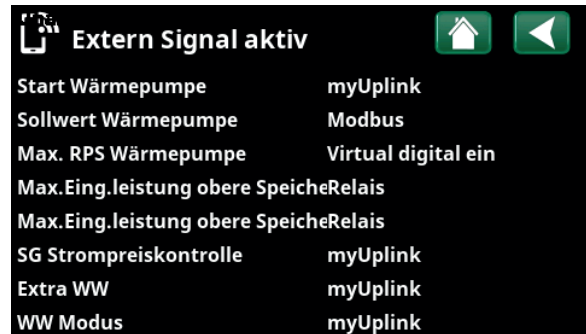 Extern Signal aktiv
Start Wärmepumpe myUplink
Sollwert Wärmepumpe Modbus
Max. RPS Wärmepumpe Virtual digital ein
Max.Eing.leistung obere SpeicheRelais
Max.Eing.leistung obere SpeicheRelais
SG Strompreiskontrolle myUplink
Extra WW myUplink
WW Modus myUplink